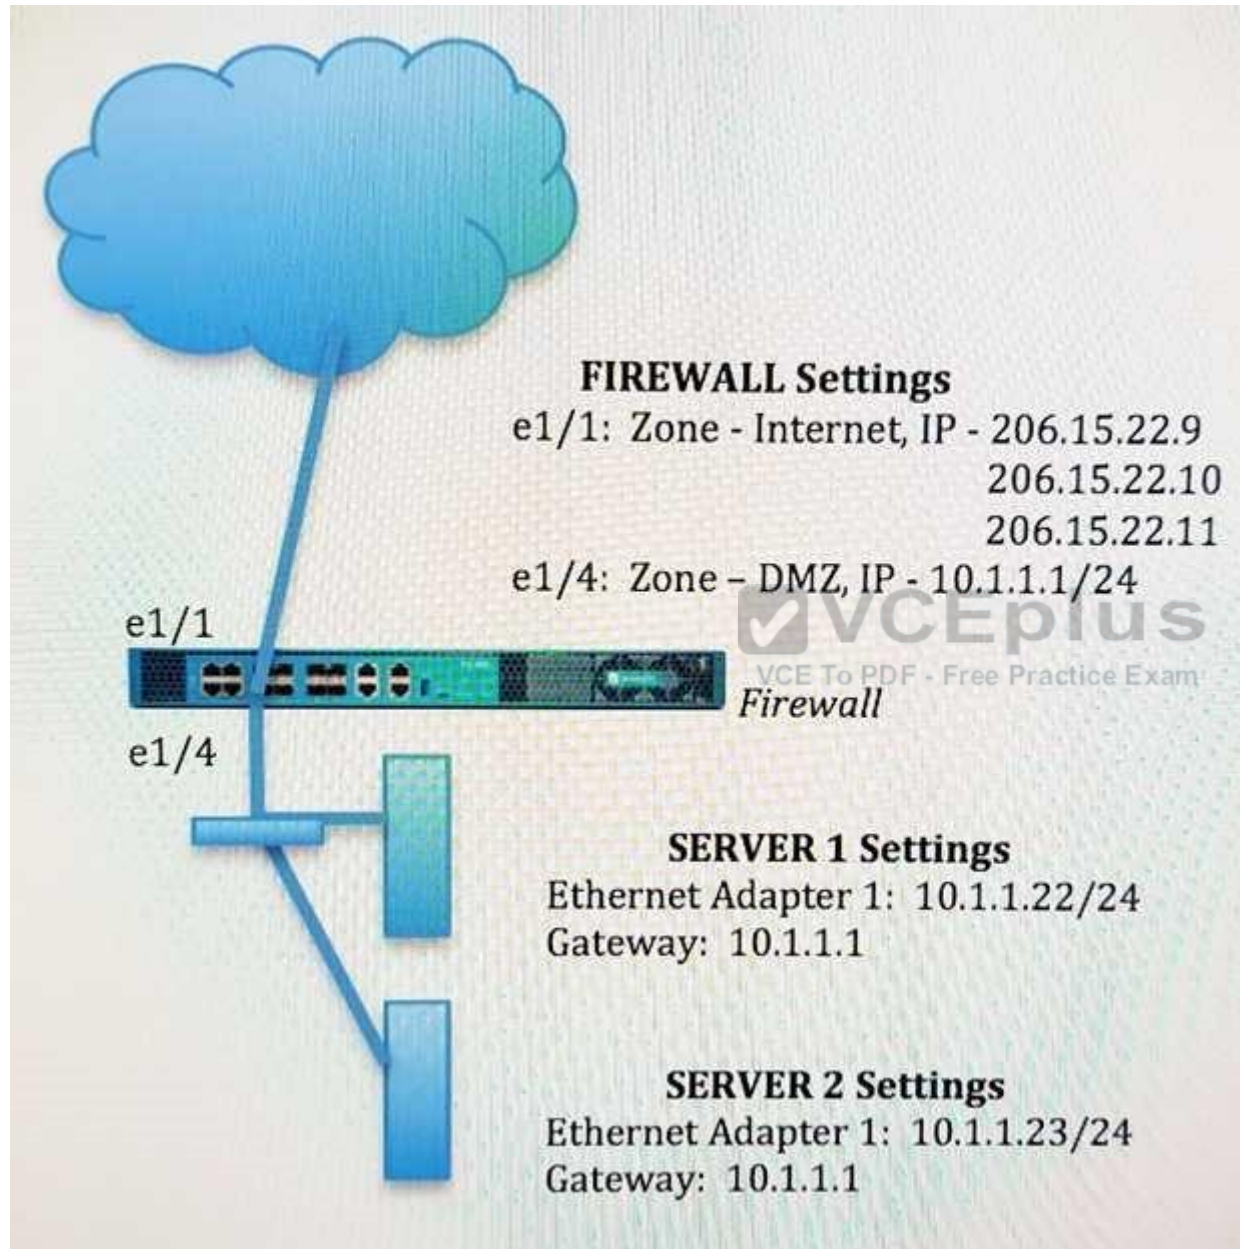 FIREWALL Settings
e1/1: Zone - Internet, IP - 206.15.22.9
206.15.22.10
206.15.22.11
e1/4: Zone – DMZ, IP - 10.1.1.1/24
VCEplus
VCE To PDF - Free Practice Exam
e1/1
Firewall
e1/4
SERVER 1 Settings
Ethernet Adapter 1: 10.1.1.22/24
Gateway: 10.1.1.1
SERVER 2 Settings
Ethernet Adapter 1: 10.1.1.23/24
Gateway: 10.1.1.1